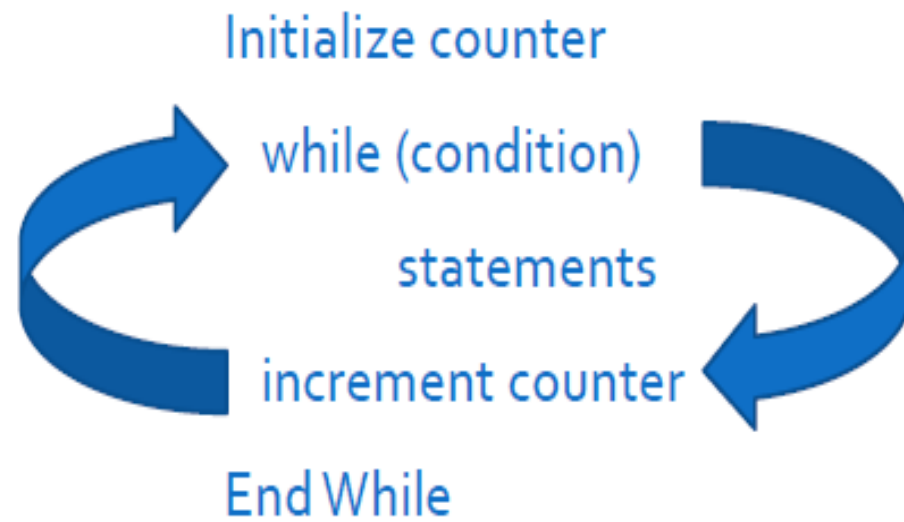 Initialize counter
while (condition)
statements
increment counter
End While